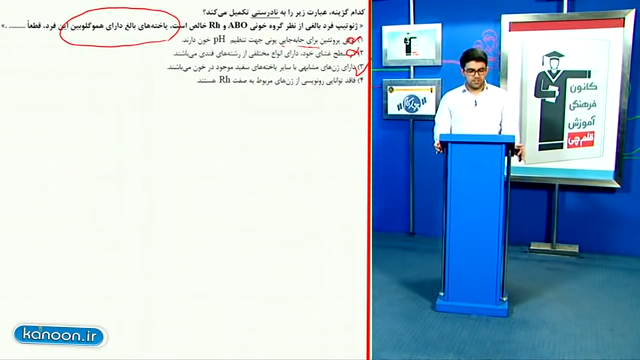 کدام گزینه، عبارت زیر را به نادرستی تکمیل می‌کند؟
« ژنوتیپ فرد بالغی از نظر گروه خونی ABO و Rh خالص است. یاخته‌های بالغ دارای هموگلوبین این فرد، قطعاً ......... .»
پروتئین برای جابه‌جایی یونی جهت تنظیم pH خون دارند.
سطح غشای خود، دارای انواع مختلفی از رشته‌های قندی می‌باشند.
۳) دارای ژن‌های مشابهی با سایر یاخته‌های سفید موجود در خون می‌باشند.
۴) فاقد توانایی رونویسی از ژن‌های مربوط به صفت Rh هستند.
کانون
فرهنگی
آموزش
قلم‌چی
kanoon.ir